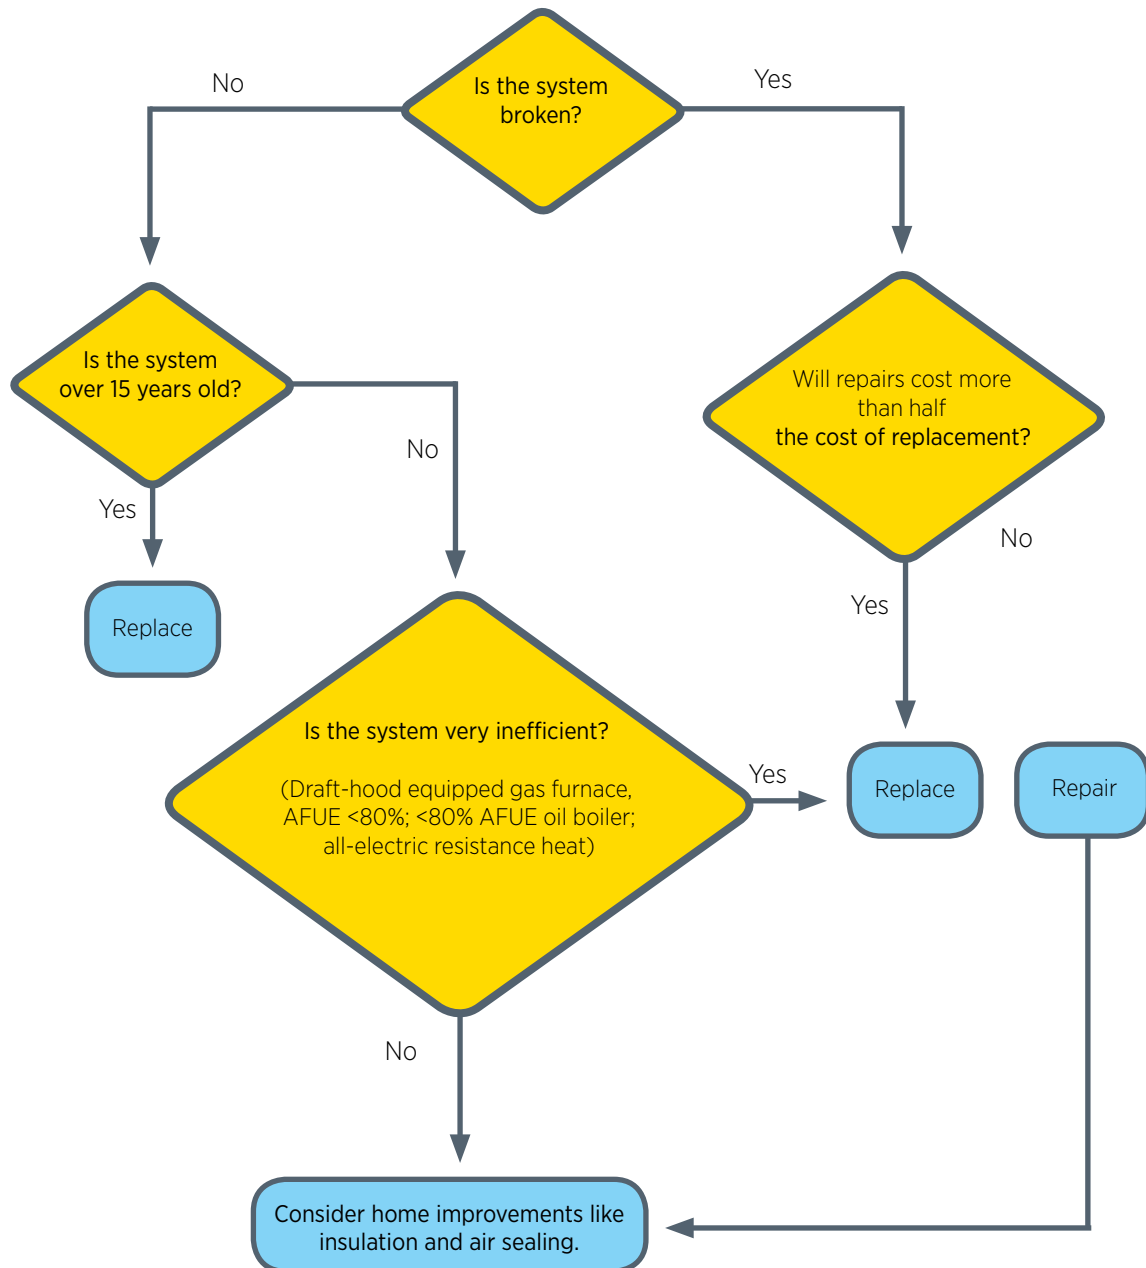 No
Is the system
broken?
Yes
Is the system
over 15 years old?
Will repairs cost more
than half
the cost of replacement?
No
Yes
No
Yes
Replace
Is the system very inefficient?
(Draft-hood equipped gas furnace,
AFUE <80%; <80% AFUE oil boiler;
all-electric resistance heat)
Yes
Replace
Repair
No
Consider home improvements like
insulation and air sealing.